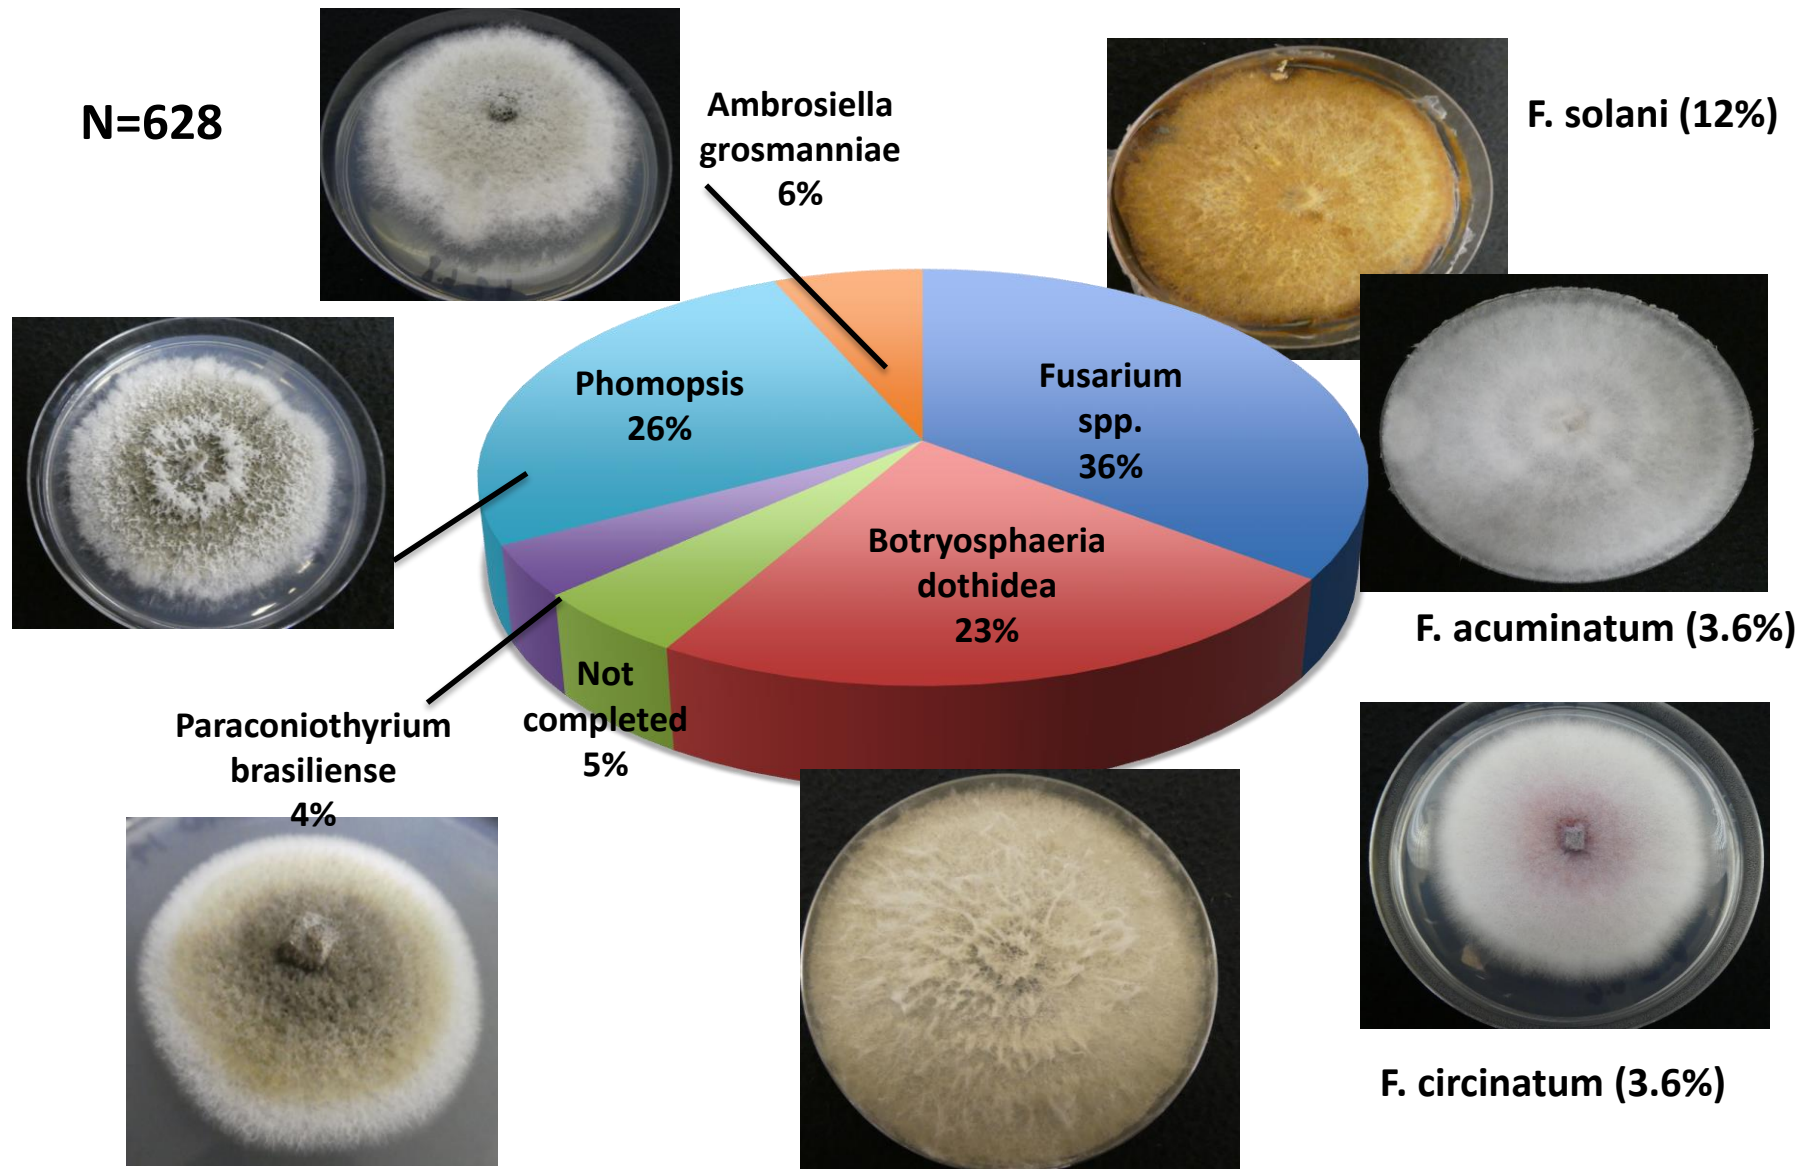 N=628
Ambrosiella
grosmanniae
6%
F. solani (12%)
Phomopsis
26%
Fusarium
spp.
36%
Botryosphaeria
dothidea
23%
F. acuminatum (3.6%)
Not
completed
5%
Paraconiothyrium
brasiliense
4%
F. circinatum (3.6%)